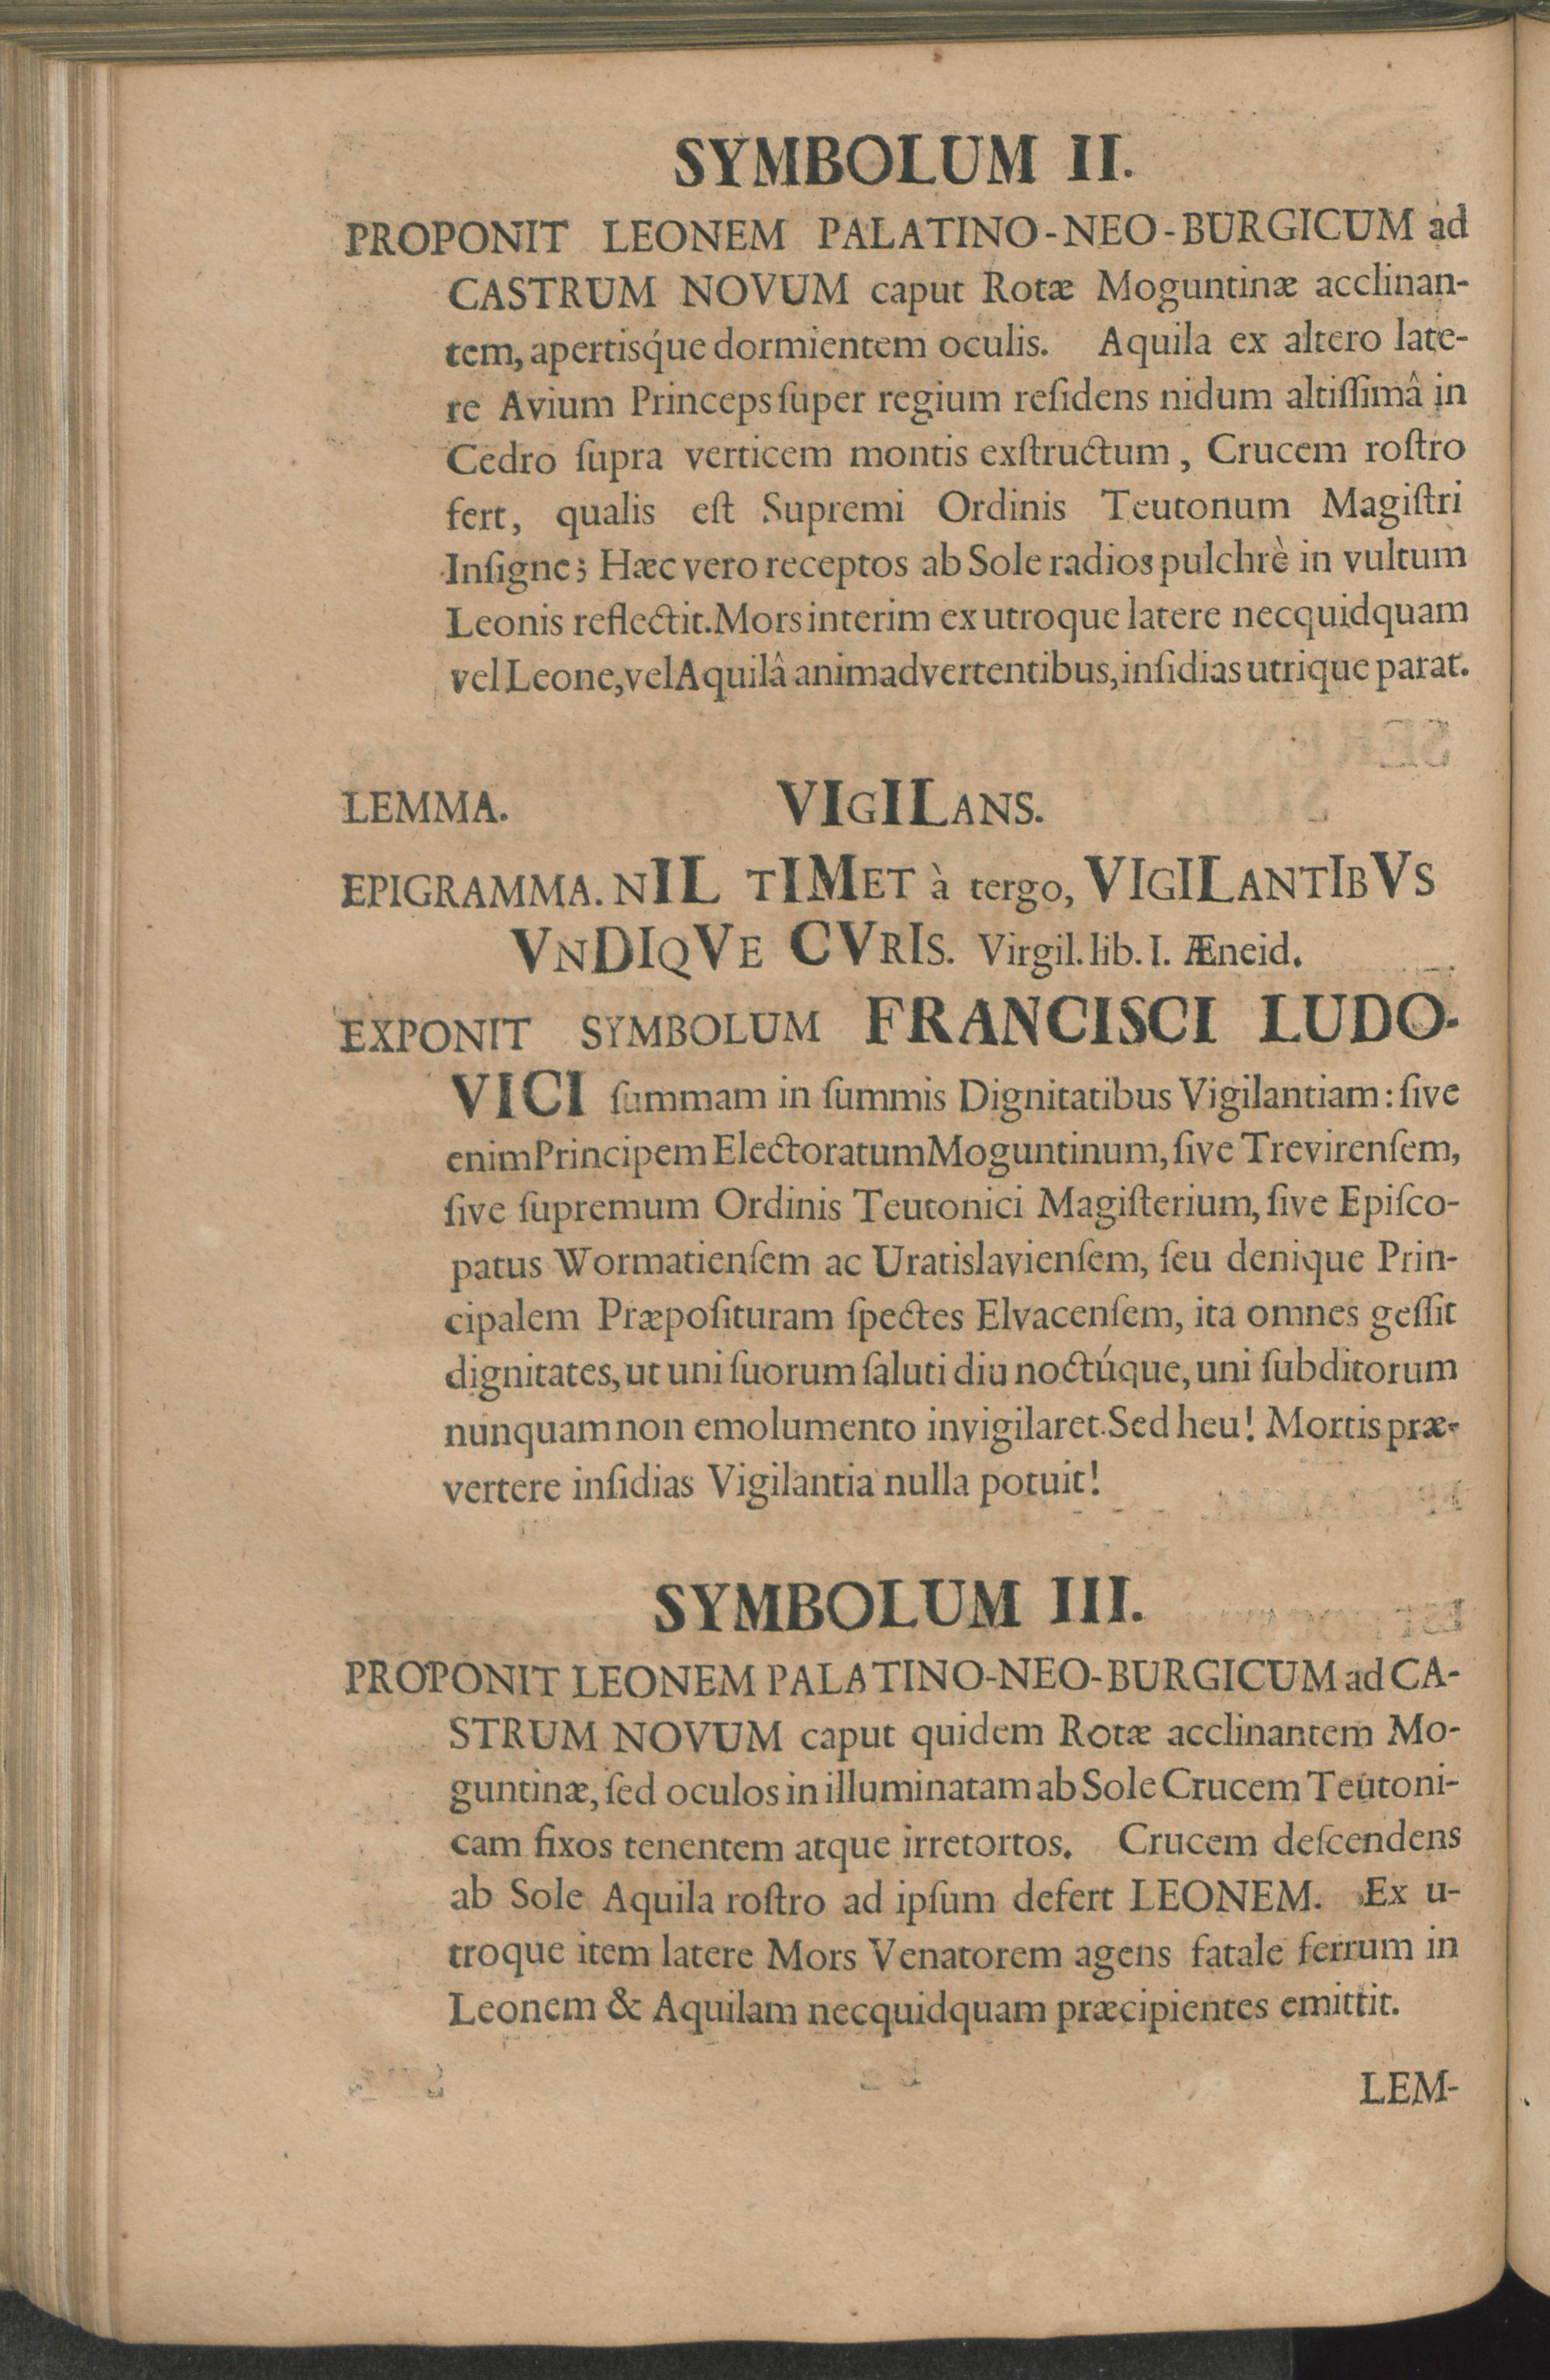 SYMBOLUM II.
PROPONIT LEONEM PALATINO-NEO-BURGICUM ad
CASTRUM NOVUM caput Rotæ Moguntinæ acclinan-
tem, apertisq́ue dormientem oculis. Aquila ex altero late-
re Avium Princeps ſuper regium reſidens nidum altiſſimâ in
Cedro ſupra verticem montis exſtructum, Crucem roſtro
fert, qualis eſt Supremi Ordinis Teutonum Magiſtri
Inſigne; Hæc vero receptos ab Sole radios pulchrè in vultum
Leonis reflectit. Mors interim ex utroque latere necquidquam
vel Leone, vel Aquilâ animadvertentibus, inſidias utrique parat.
LEMMA. VIGILANS.
EPIGRAMMA. NIL TIMET à tergo, VIGILANTIBVS
VNDIQVE CVRIS. Virgil. lib. I. Æneid.
EXPONIT SYMBOLUM FRANCISCI LUDO-
VICI ſummam in ſummis Dignitatibus Vigilantiam: ſive
enim Principem Electoratum Moguntinum, ſive Trevirenſem,
ſive ſupremum Ordinis Teutonici Magiſterium, ſive Epiſco-
patus Wormatienſem ac Uratislavienſem, ſeu denique Prin-
cipalem Præpoſituram ſpectes Elvacenſem, ita omnes geſſit
dignitates, ut uni ſuorum ſaluti diu noctúque, uni ſubditorum
nunquam non emolumento invigilaret. Sed heu! Mortis præ-
vertere inſidias Vigilantia nulla potuit!
SYMBOLUM III.
PROPONIT LEONEM PALATINO-NEO-BURGICUM ad CA-
STRUM NOVUM caput quidem Rotæ acclinantem Mo-
guntinæ, ſed oculos in illuminatam ab Sole Crucem Teutoni-
cam fixos tenentem atque irretortos. Crucem deſcendens
ab Sole Aquila roſtro ad ipſum defert LEONEM. Ex u-
troque item latere Mors Venatorem agens fatale ferrum in
Leonem & Aquilam necquidquam præcipientes emittit.
LEM-